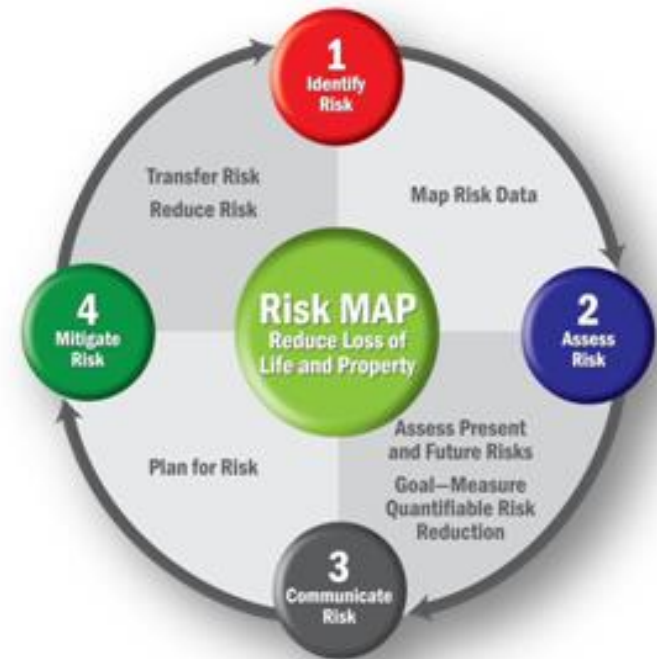 1
Identify
Risk
Transfer Risk
Reduce Risk
Map Risk Data
4
Mitigate
Risk
Risk MAP
Reduce Loss of
Life and Property
2
Assess
Risk
Plan for Risk
Assess Present
and Future Risks
Goal—Measure
Quantifiable Risk
Reduction
3
Communicate
Risk